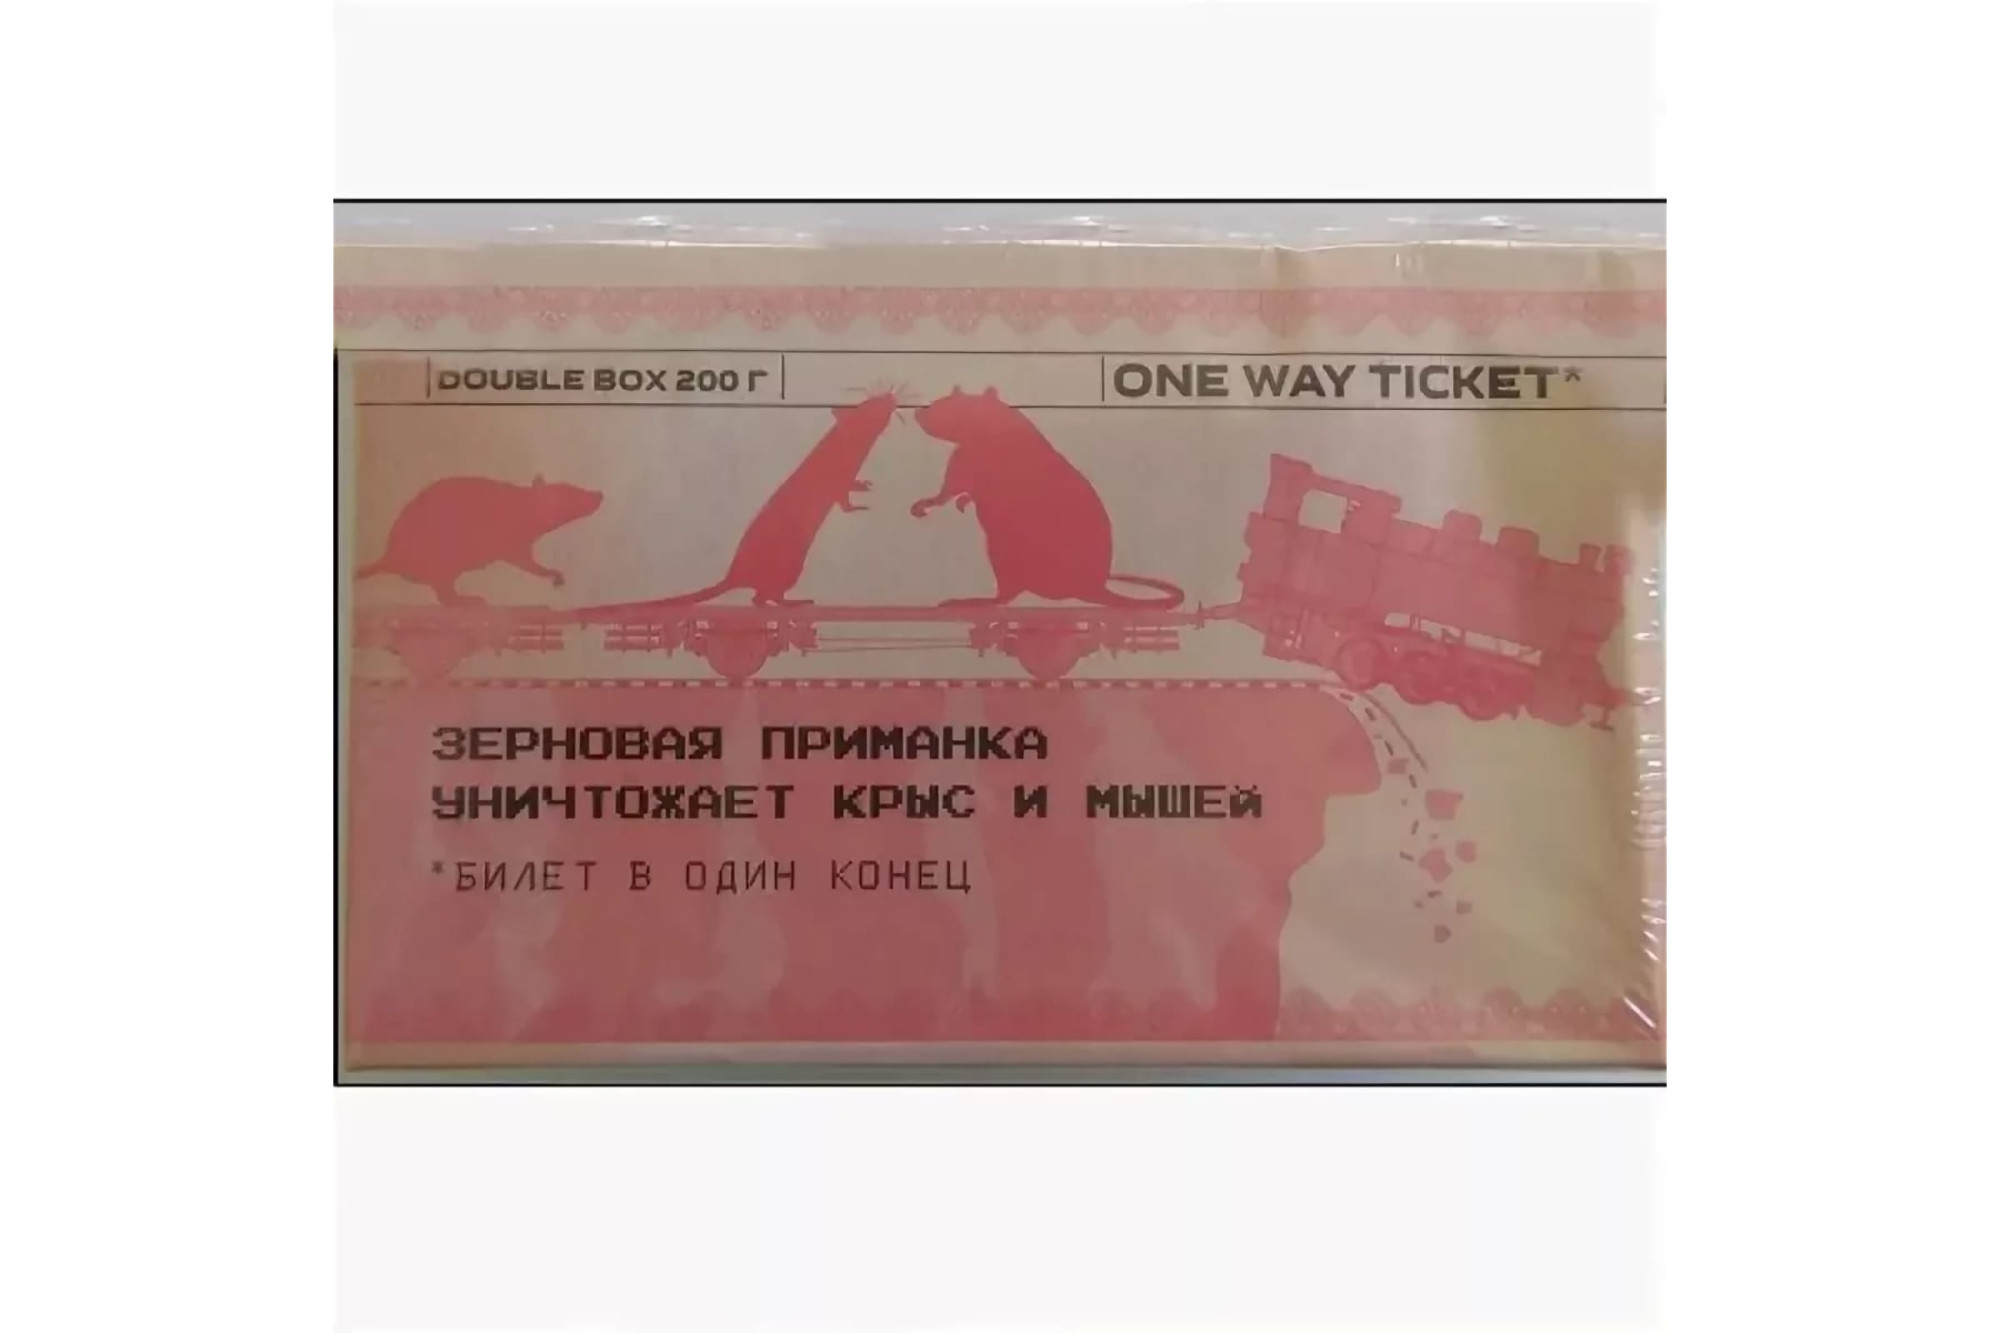 DOUBLE BOX 200 Г
ONE WAY TICKET*
ЗЕРНОВАЯ ПРИМАНКА
УНИЧТОЖАЕТ КРЫС И МЫШЕЙ
*БИЛЕТ В ОДИН КОНЕЦ